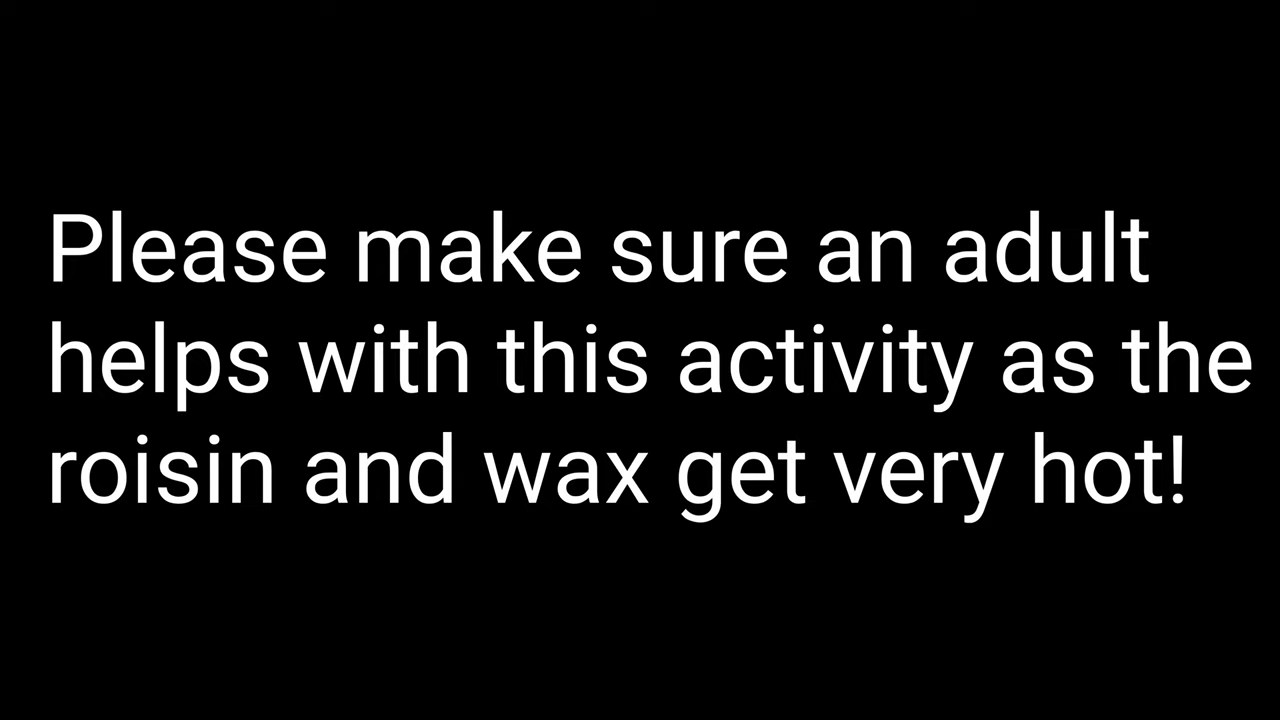 Please make sure an adult
helps with this activity as the
roisin and wax get very hot!